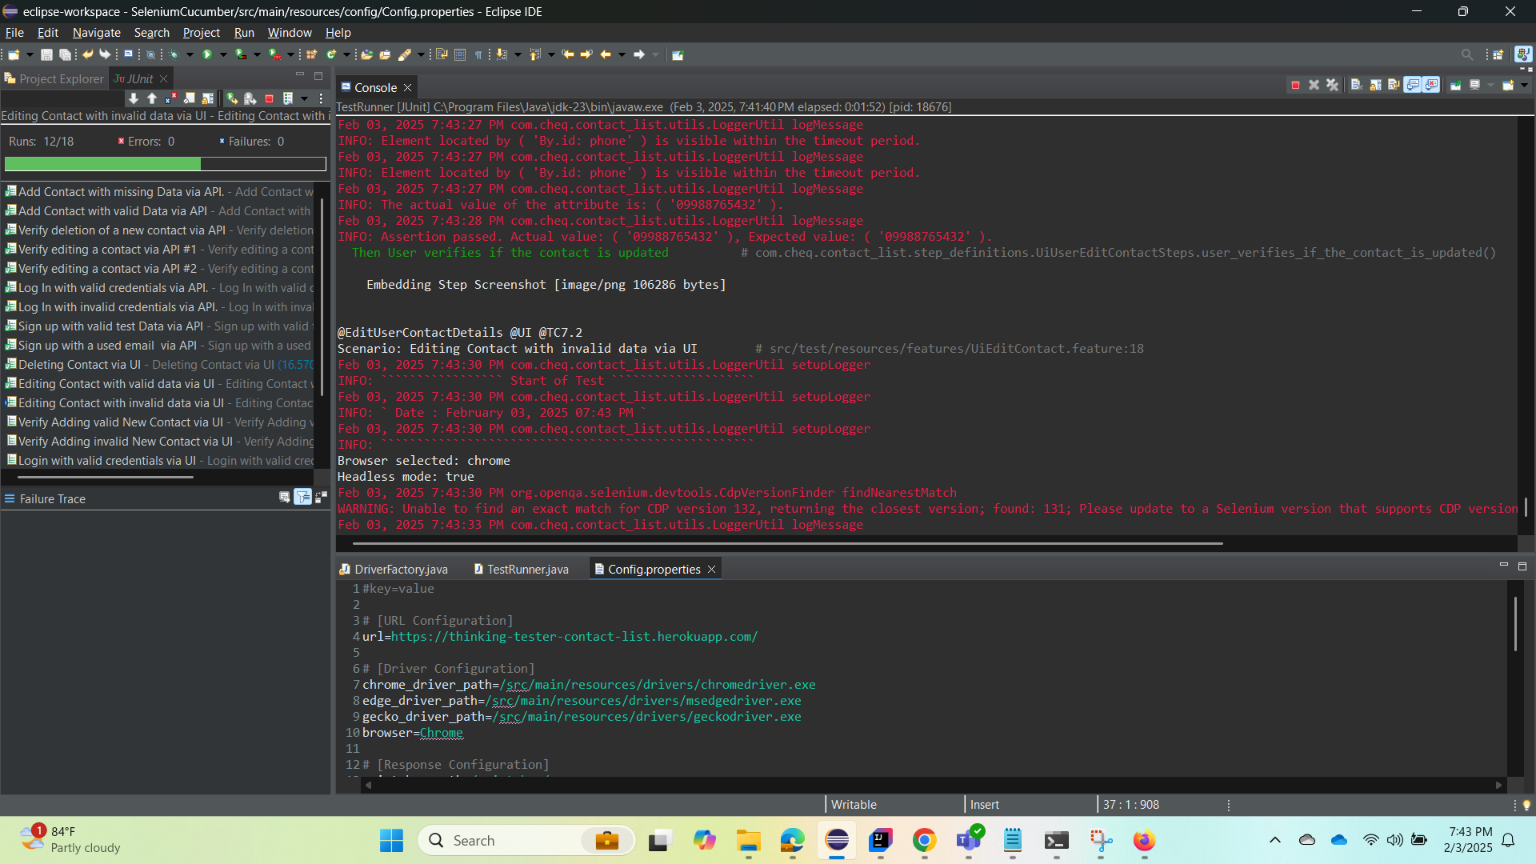 eclipse-workspace - SeleniumCucumber/src/main/resources/config/Config.properties - Eclipse IDE
File Edit Navigate Search Project Run Window Help
Project Explorer JUnit
Editing Contact with invalid data via UI - Editing Contact with i
Runs: 12/18 Errors: 0 Failures: 0
Add Contact with missing Data via API. - Add Contact w
Add Contact with valid Data via API - Add Contact with
Verify deletion of a new contact via API - Verify deletion
Verify editing a contact via API #1 - Verify editing a cont
Verify editing a contact via API #2 - Verify editing a cont
Log In with valid credentials via API. - Log In with valid c
Log In with invalid credentials via API. - Log In with inva
Sign up with valid test Data via API - Sign up with valid
Sign up with a used email via API - Sign up with a used
Deleting Contact via UI - Deleting Contact via UI (16.570
Editing Contact with valid data via UI - Editing Contact
Editing Contact with invalid data via UI - Editing Contac
Verify Adding valid New Contact via UI - Verify Adding v
Verify Adding invalid New Contact via UI - Verify Adding
Login with valid credentials via UI - Login with valid cred
Failure Trace
Console
TestRunner [JUnit] C:\Program Files\Java\jdk-23\bin\javaw.exe (Feb 3, 2025, 7:41:40 PM elapsed: 0:01:52) [pid: 18676]
Feb 03, 2025 7:43:27 PM com.cheq.contact_list.utils.LoggerUtil logMessage
INFO: Element located by ( 'By.id: phone' ) is visible within the timeout period.
Feb 03, 2025 7:43:27 PM com.cheq.contact_list.utils.LoggerUtil logMessage
INFO: Element located by ( 'By.id: phone' ) is visible within the timeout period.
Feb 03, 2025 7:43:27 PM com.cheq.contact_list.utils.LoggerUtil logMessage
INFO: The actual value of the attribute is: ( '09988765432' ).
Feb 03, 2025 7:43:28 PM com.cheq.contact_list.utils.LoggerUtil logMessage
INFO: Assertion passed. Actual value: ( '09988765432' ), Expected value: ( '09988765432' ).
Then User verifies if the contact is updated # com.cheq.contact_list.step_definitions.UiUserEditContactSteps.user_verifies_if_the_contact_is_updated()
Embedding Step Screenshot [image/png 106286 bytes]
@EditUserContactDetails @UI @TC7.2
Scenario: Editing Contact with invalid data via UI # src/test/resources/features/UiEditContact.feature:18
Feb 03, 2025 7:43:30 PM com.cheq.contact_list.utils.LoggerUtil setupLogger
INFO: ````````````````` Start of Test ````````````````````
Feb 03, 2025 7:43:30 PM com.cheq.contact_list.utils.LoggerUtil setupLogger
INFO: ` Date : February 03, 2025 07:43 PM `
Feb 03, 2025 7:43:30 PM com.cheq.contact_list.utils.LoggerUtil setupLogger
INFO: ````````````````````````````````````````````````````
Browser selected: chrome
Headless mode: true
Feb 03, 2025 7:43:30 PM org.openqa.selenium.devtools.CdpVersionFinder findNearestMatch
WARNING: Unable to find an exact match for CDP version 132, returning the closest version; found: 131; Please update to a Selenium version that supports CDP version
Feb 03, 2025 7:43:33 PM com.cheq.contact_list.utils.LoggerUtil logMessage
DriverFactory.java TestRunner.java Config.properties
1 #key=value
2
3 # [URL Configuration]
4 url=https://thinking-tester-contact-list.herokuapp.com/
5
6 # [Driver Configuration]
7 chrome_driver_path=/src/main/resources/drivers/chromedriver.exe
8 edge_driver_path=/src/main/resources/drivers/msedgedriver.exe
9 gecko_driver_path=/src/main/resources/drivers/geckodriver.exe
10 browser=Chrome
11
12 # [Response Configuration]
Writable Insert 37 : 1 : 908
1
84°F
Partly cloudy
Search
7:43 PM
2/3/2025